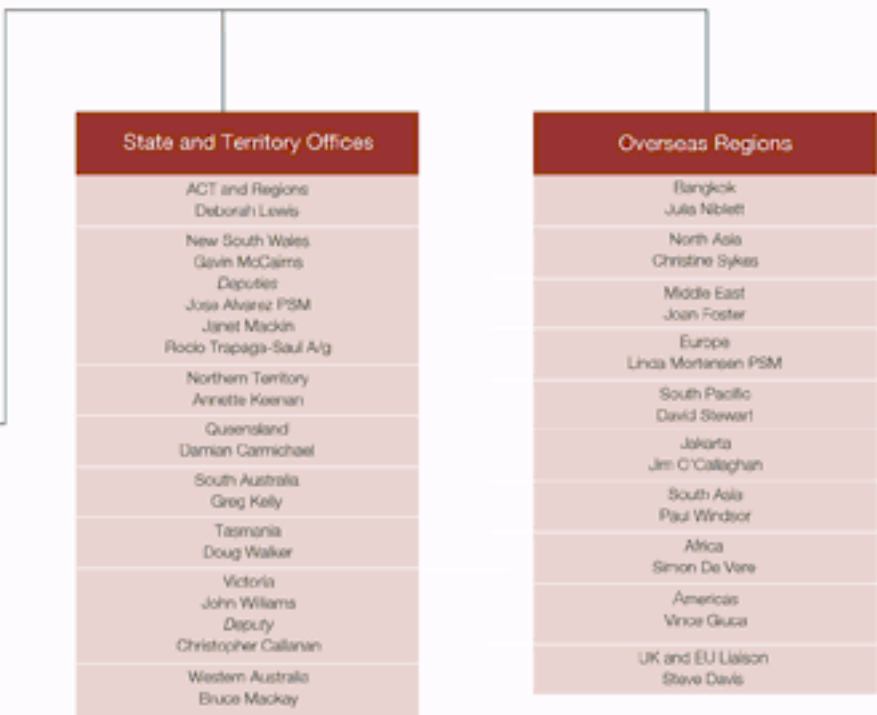 State and Territory Offices
ACT and Regions
Deborah Lewis
New South Wales
Gavin McCairns
Deputies
Jose Alvarez PSM
Janet Mackin
Rocio Trapaga-Saul A/g
Northern Territory
Annette Keenan
Queensland
Damian Carmichael
South Australia
Greg Kelly
Tasmania
Doug Walker
Victoria
John Williams
Deputy
Christopher Callanan
Western Australia
Bruce Mackay
Overseas Regions
Bangkok
Julia Niblett
North Asia
Christine Sykes
Middle East
Joan Foster
Europe
Linda Mortensen PSM
South Pacific
David Stewart
Jakarta
Jim O'Callaghan
South Asia
Paul Windsor
Africa
Simon De Vere
Americas
Vince Giuca
UK and EU Liaison
Steve Davis